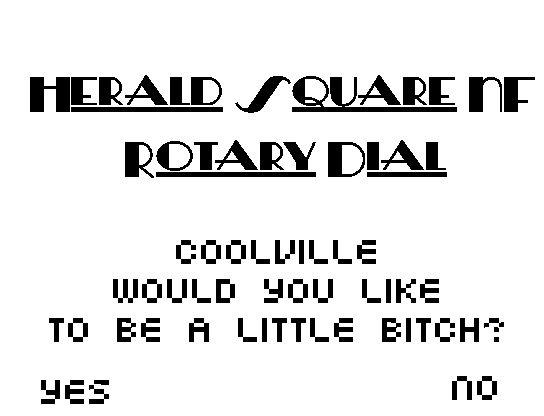 HERALD SQUARE NF
ROTARY DIAL
COOLVILLE
WOULD YOU LIKE
TO BE A LITTLE BITCH?
YES NO